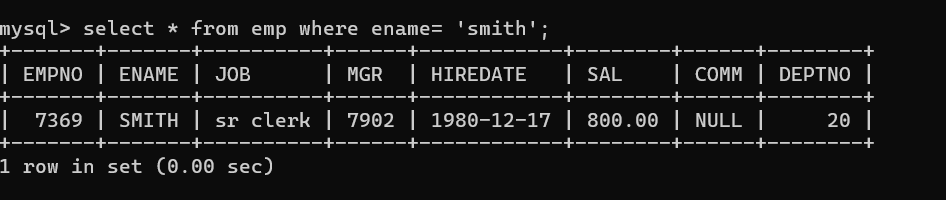 mysql> select * from emp where ename= 'smith';
+-------+-------+----------+------+------------+--------+------+--------+
| EMPNO | ENAME | JOB      | MGR  | HIREDATE   | SAL    | COMM | DEPTNO |
+-------+-------+----------+------+------------+--------+------+--------+
|  7369 | SMITH | sr clerk | 7902 | 1980-12-17 | 800.00 | NULL |     20 |
+-------+-------+----------+------+------------+--------+------+--------+
1 row in set (0.00 sec)